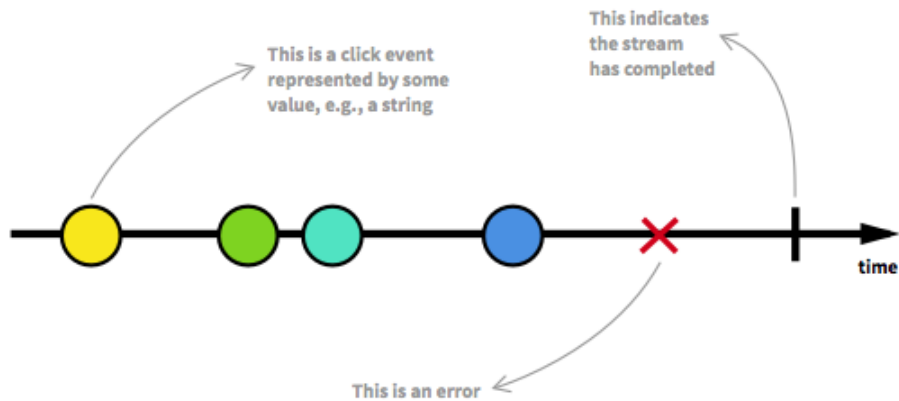 This is a click event
represented by some
value, e.g., a string
This indicates
the stream
has completed
time
This is an error